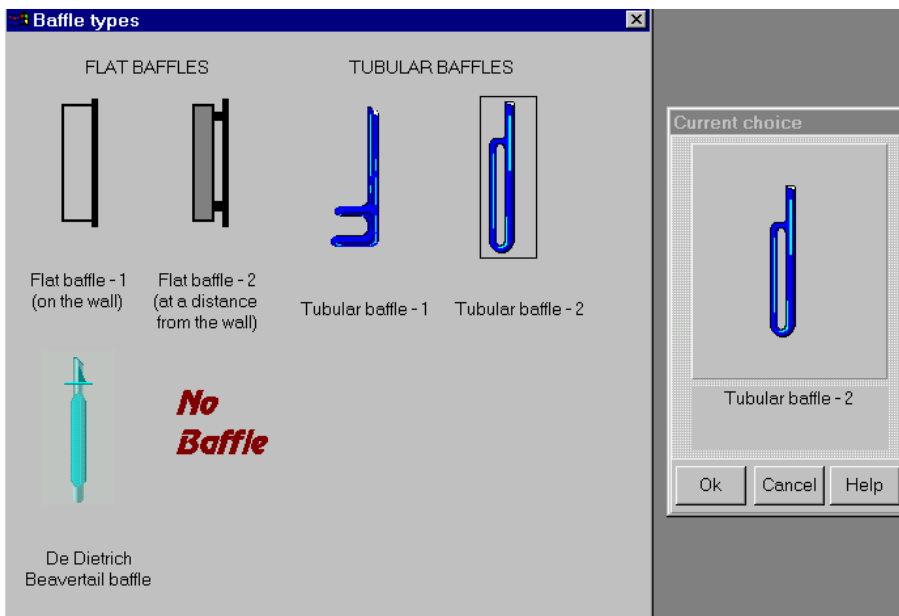 Baffle types
FLAT BAFFLES
TUBULAR BAFFLES
Flat baffle - 1
(on the wall)
Flat baffle - 2
(at a distance
from the wall)
Tubular baffle - 1
Tubular baffle - 2
De Dietrich
Beavertail baffle
No
Baffle
Current choice
Tubular baffle - 2
Ok
Cancel
Help